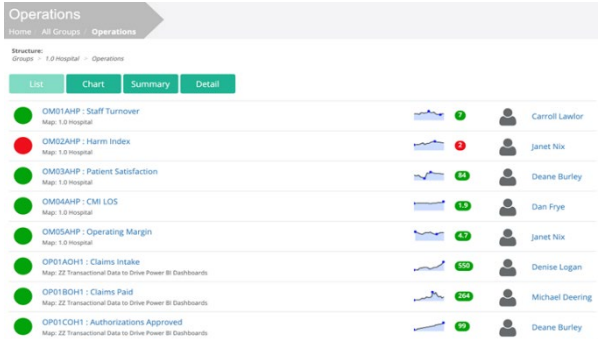 Operations
Home / All Groups / Operations
Structure:
Groups > 1.0 Hospital > Operations
List Chart Summary Detail
OM01AHP : Staff Turnover 7 Carroll Lawlor
Map: 1.0 Hospital
OM02AHP : Harm Index 2 Janet Nix
Map: 1.0 Hospital
OM03AHP : Patient Satisfaction 84 Deane Burley
Map: 1.0 Hospital
OM04AHP : CMI LOS 1.9 Dan Frye
Map: 1.0 Hospital
OM05AHP : Operating Margin 4.7 Janet Nix
Map: 1.0 Hospital
OP01AOH1 : Claims Intake 550 Denise Logan
Map: ZZ Transactional Data to Drive Power BI Dashboards
OP01BOH1 : Claims Paid 264 Michael Deering
Map: ZZ Transactional Data to Drive Power BI Dashboards
OP01COH1 : Authorizations Approved 99 Deane Burley
Map: ZZ Transactional Data to Drive Power BI Dashboards